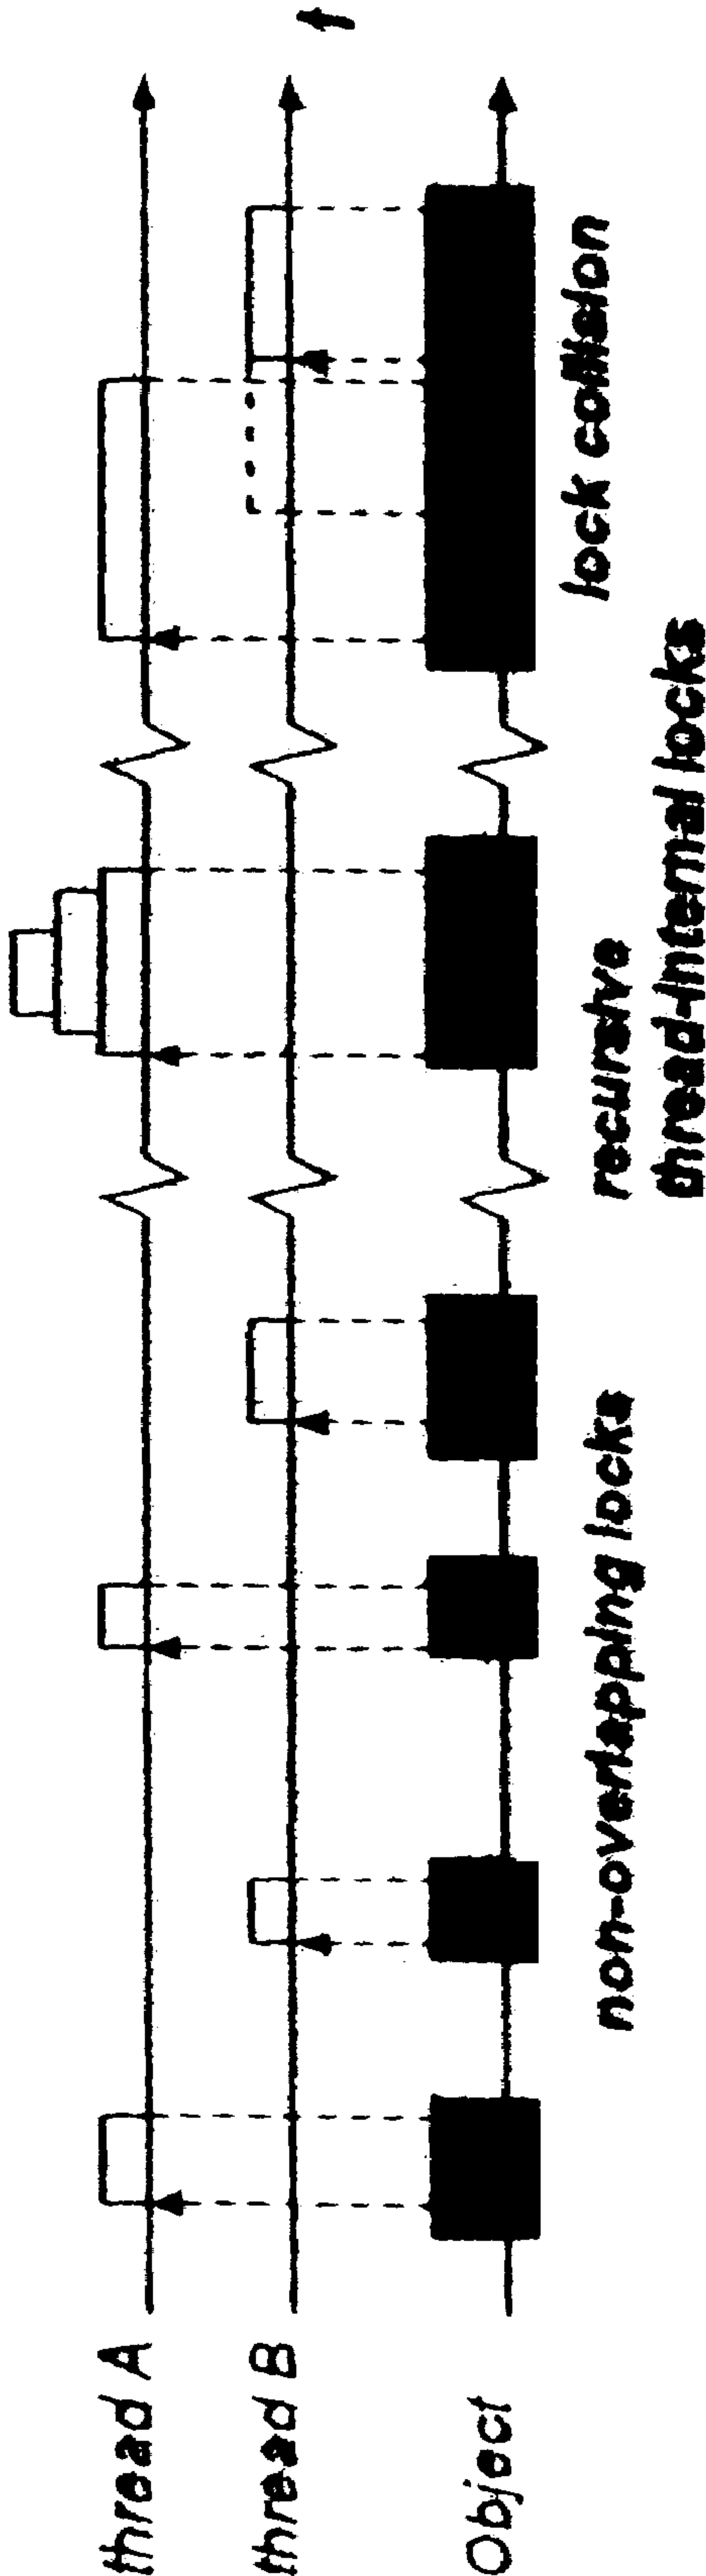 thread A
thread B
Object
t
non-overlapping locks
recursive
thread-internal locks
lock collision